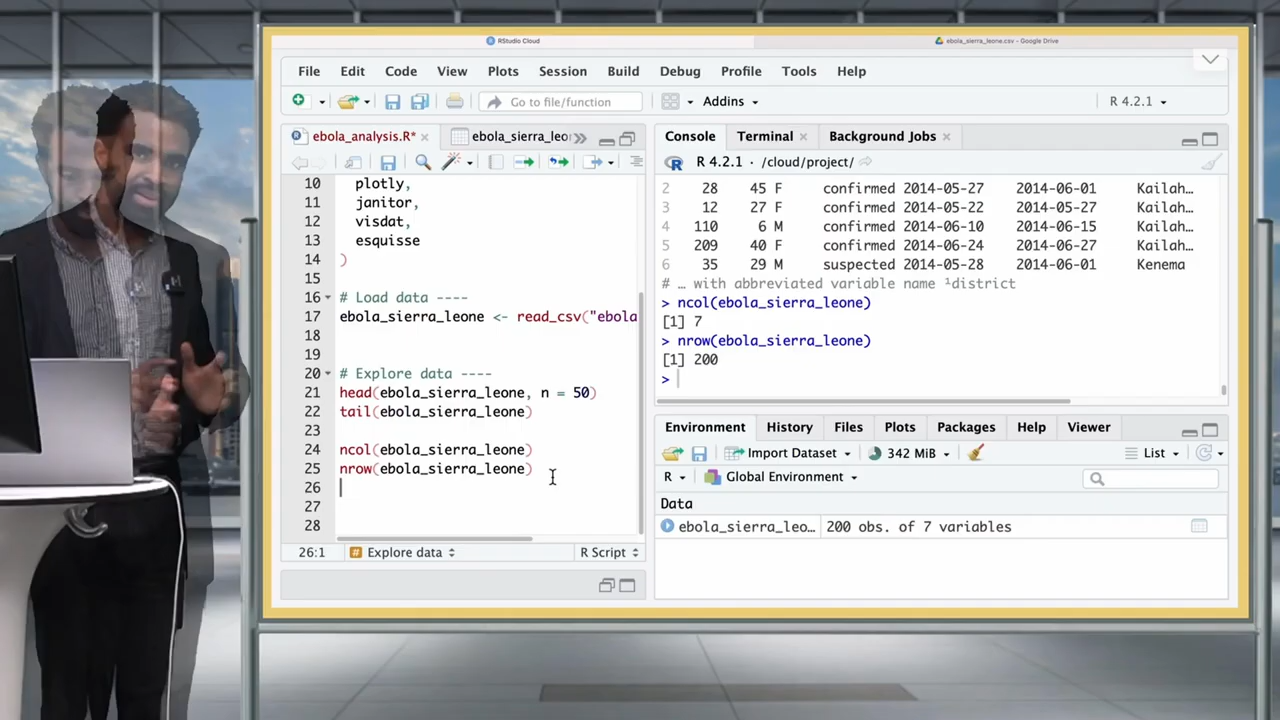 RStudio Cloud
ebola_sierra_leone.csv - Google Drive
File Edit Code View Plots Session Build Debug Profile Tools Help
Go to file/function
Addins
R 4.2.1
ebola_analysis.R*
ebola_sierra_leo
10 plotly,
11 janitor,
12 visdat,
13 esquisse
14 )
15
16 # Load data ----
17 ebola_sierra_leone <- read_csv("ebola
18
19
20 # Explore data ----
21 head(ebola_sierra_leone, n = 50)
22 tail(ebola_sierra_leone)
23
24 ncol(ebola_sierra_leone)
25 nrow(ebola_sierra_leone)
26
27
28
26:1 # Explore data R Script
Console Terminal Background Jobs
R 4.2.1 · /cloud/project/
2 28 45 F confirmed 2014-05-27 2014-06-01 Kailah…
3 12 27 F confirmed 2014-05-22 2014-05-27 Kailah…
4 110 6 M confirmed 2014-06-10 2014-06-15 Kailah…
5 209 40 F confirmed 2014-06-24 2014-06-27 Kailah…
6 35 29 M suspected 2014-05-28 2014-06-01 Kenema
# … with abbreviated variable name ¹district
> ncol(ebola_sierra_leone)
[1] 7
> nrow(ebola_sierra_leone)
[1] 200
>
Environment History Files Plots Packages Help Viewer
Import Dataset 342 MiB List
R Global Environment
Data
ebola_sierra_leo… 200 obs. of 7 variables